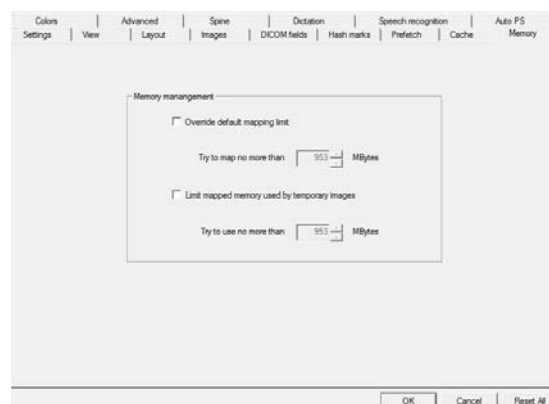 Colors Advanced Spine Dictation Speech recognition Auto PS
Settings View Layout Images DICOM fields Hash marks Prefetch Cache Memory
Memory manangement
Override default mapping limit
Try to map no more than 953 MBytes
Limit mapped memory used by temporary images
Try to use no more than 953 MBytes
OK Cancel Reset All